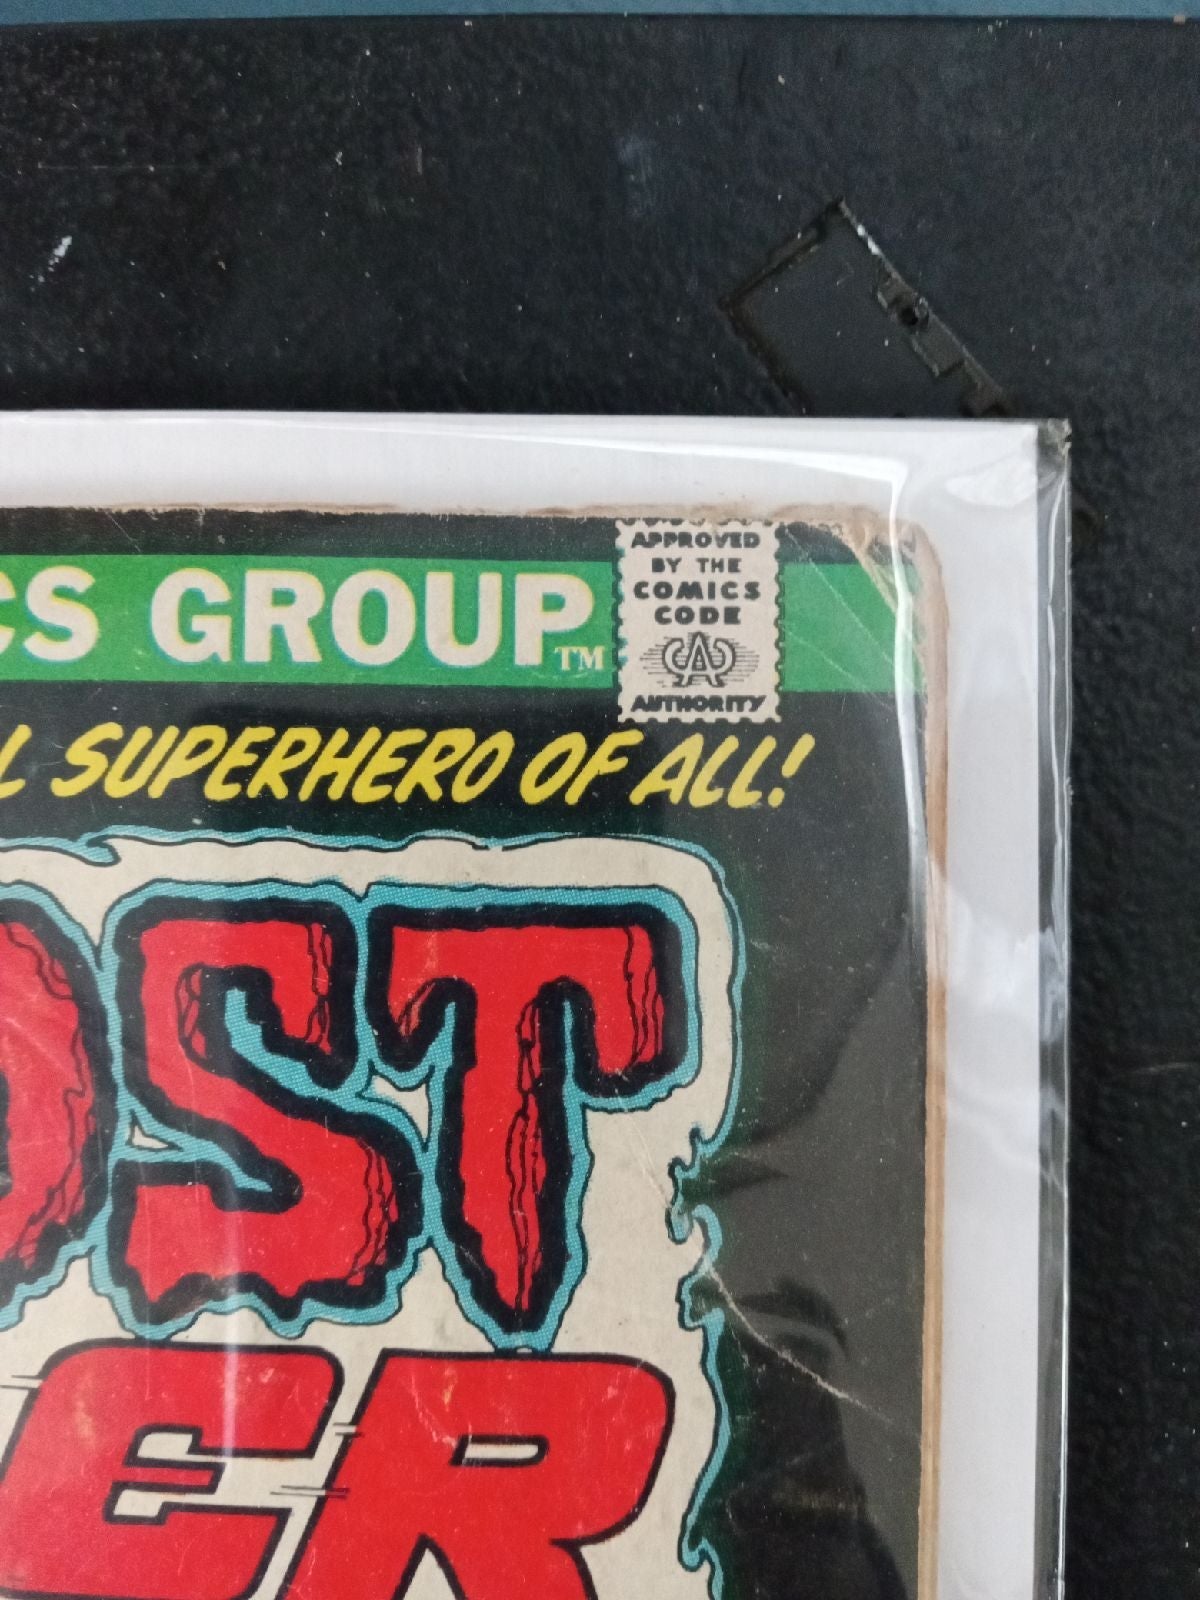 CS GROUP TM
APPROVED
BY THE
COMICS
CODE
CA
AUTHORITY
L SUPERHERO OF ALL!
OST
ER